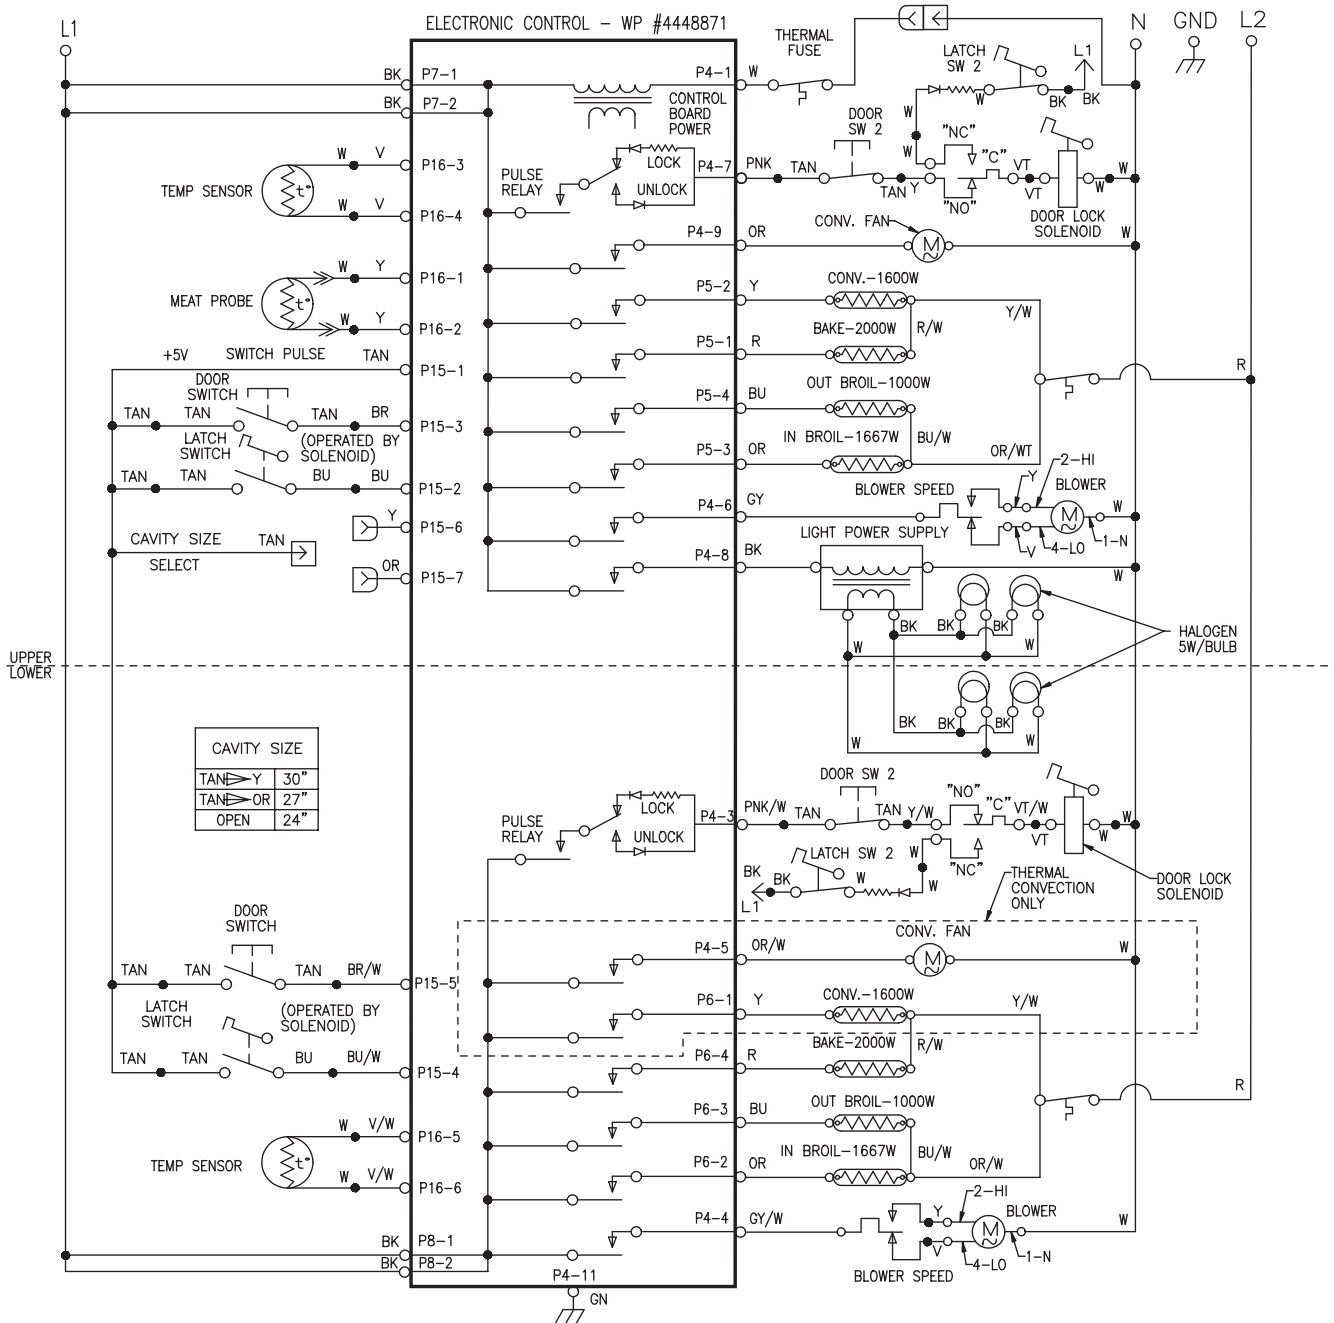 ELECTRONIC CONTROL - WP #4448871
L1
N
GND
L2
THERMAL
FUSE
LATCH
SW 2
L1
BK
P7-1
P4-1
W
BK
P7-2
CONTROL
BOARD
POWER
W
BK
BK
DOOR
SW 2
W
W
"NC"
"C"
W
V
P16-3
LOCK
P4-7
PNK
TAN
TAN
Y
VT
VT
W
W
TEMP SENSOR
t°
PULSE
RELAY
UNLOCK
"NO"
DOOR LOCK
SOLENOID
W
V
P16-4
CONV. FAN
P4-9
OR
M
W
W
Y
P16-1
CONV.-1600W
MEAT PROBE
t°
P5-2
Y
Y/W
W
Y
P16-2
BAKE-2000W
R/W
+5V
SWITCH PULSE
TAN
P15-1
P5-1
R
R
DOOR
SWITCH
OUT BROIL-1000W
P5-4
BU
TAN
TAN
TAN
BR
P15-3
LATCH
SWITCH
(OPERATED BY
SOLENOID)
IN BROIL-1667W
BU/W
OR/WT
P5-3
OR
TAN
TAN
BU
BU
P15-2
BLOWER SPEED
Y
2-HI
BLOWER
P4-6
GY
M
W
Y
P15-6
LIGHT POWER SUPPLY
V
4-LO
1-N
CAVITY SIZE
SELECT
TAN
P4-8
BK
W
OR
P15-7
BK
BK
BK
W
W
HALOGEN
5W/BULB
UPPER
LOWER
BK
BK
BK
W
W
CAVITY SIZE
TAN Y 30"
TAN OR 27"
OPEN 24"
DOOR SW 2
LOCK
P4-3
PNK/W
TAN
TAN
Y/W
"NO"
"C"
VT/W
VT
W
W
PULSE
RELAY
UNLOCK
BK
BK
LATCH SW 2
W
W
W
"NC"
L1
THERMAL
CONVECTION
ONLY
DOOR LOCK
SOLENOID
DOOR
SWITCH
CONV. FAN
P4-5
OR/W
M
W
TAN
TAN
TAN
BR/W
P15-5
LATCH
SWITCH
(OPERATED BY
SOLENOID)
CONV.-1600W
P6-1
Y
Y/W
BAKE-2000W
R/W
TAN
TAN
BU
BU/W
P15-4
P6-4
R
R
OUT BROIL-1000W
P6-3
BU
W
V/W
P16-5
IN BROIL-1667W
BU/W
OR/W
TEMP SENSOR
t°
P6-2
OR
W
V/W
P16-6
P4-4
GY/W
Y
2-HI
BLOWER
M
W
BK
P8-1
V
4-LO
1-N
BK
P8-2
BLOWER SPEED
P4-11
GN